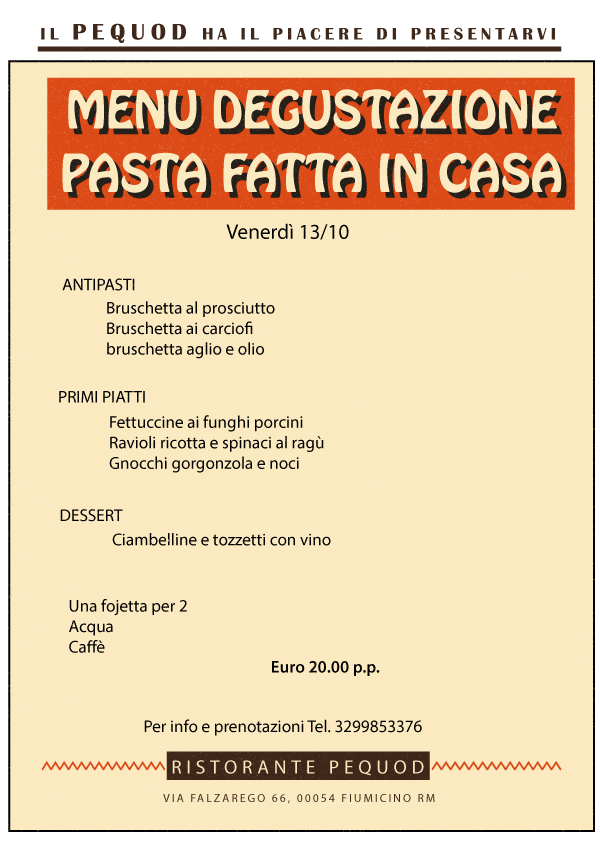 IL PEQUOD HA IL PIACERE DI PRESENTARVI
MENU DEGUSTAZIONE
PASTA FATTA IN CASA
Venerdì 13/10
ANTIPASTI
Bruschetta al prosciutto
Bruschetta ai carciofi
bruschetta aglio e olio
PRIMI PIATTI
Fettuccine ai funghi porcini
Ravioli ricotta e spinaci al ragù
Gnocchi gorgonzola e noci
DESSERT
Ciambelline e tozzetti con vino
Una fojetta per 2
Acqua
Caffè
Euro 20.00 p.p.
Per info e prenotazioni Tel. 3299853376
RISTORANTE PEQUOD
VIA FALZAREGO 66, 00054 FIUMICINO RM